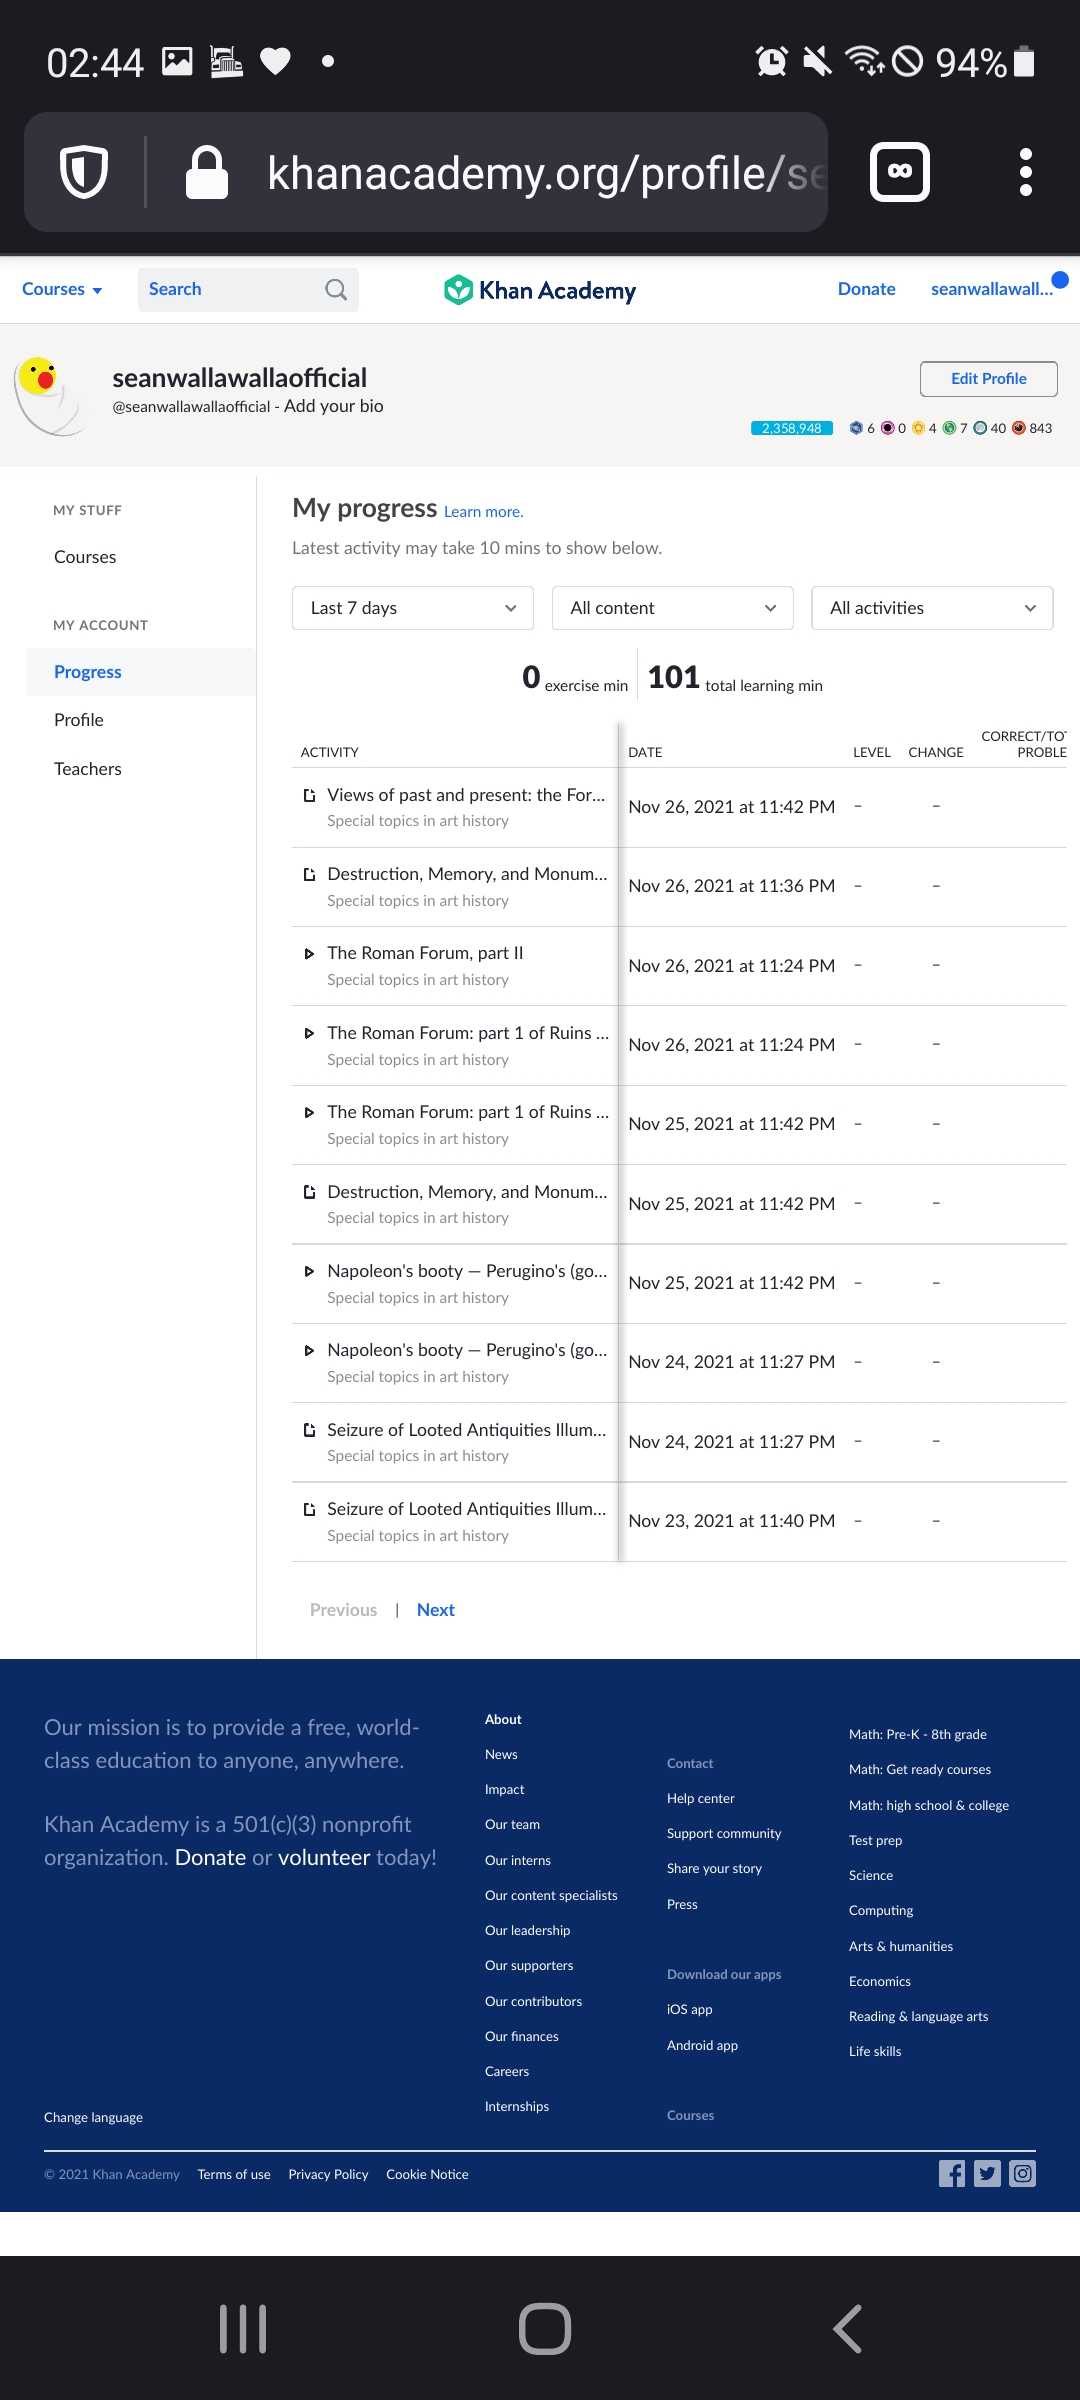 02:44
94%
khanacademy.org/profile/se
Courses
Search
Khan Academy
Donate
seanwallawall...
seanwallawallaofficial
@seanwallawallaofficial - Add your bio
Edit Profile
2,358,948 6 0 4 7 40 843
MY STUFF
Courses
MY ACCOUNT
Progress
Profile
Teachers
My progress Learn more.
Latest activity may take 10 mins to show below.
Last 7 days
All content
All activities
0 exercise min
101 total learning min
ACTIVITY
DATE
LEVEL
CHANGE
CORRECT/TOT
PROBLE
Views of past and present: the For...
Special topics in art history
Nov 26, 2021 at 11:42 PM – –
Destruction, Memory, and Monum...
Special topics in art history
Nov 26, 2021 at 11:36 PM – –
The Roman Forum, part II
Special topics in art history
Nov 26, 2021 at 11:24 PM – –
The Roman Forum: part 1 of Ruins ...
Special topics in art history
Nov 26, 2021 at 11:24 PM – –
The Roman Forum: part 1 of Ruins ...
Special topics in art history
Nov 25, 2021 at 11:42 PM – –
Destruction, Memory, and Monum...
Special topics in art history
Nov 25, 2021 at 11:42 PM – –
Napoleon's booty — Perugino's (go...
Special topics in art history
Nov 25, 2021 at 11:42 PM – –
Napoleon's booty — Perugino's (go...
Special topics in art history
Nov 24, 2021 at 11:27 PM – –
Seizure of Looted Antiquities Illum...
Special topics in art history
Nov 24, 2021 at 11:27 PM – –
Seizure of Looted Antiquities Illum...
Special topics in art history
Nov 23, 2021 at 11:40 PM – –
Previous | Next
Our mission is to provide a free, world-
class education to anyone, anywhere.
Khan Academy is a 501(c)(3) nonprofit
organization. Donate or volunteer today!
About
News
Impact
Our team
Our interns
Our content specialists
Our leadership
Our supporters
Our contributors
Our finances
Careers
Internships
Contact
Help center
Support community
Share your story
Press
Download our apps
iOS app
Android app
Courses
Math: Pre-K - 8th grade
Math: Get ready courses
Math: high school & college
Test prep
Science
Computing
Arts & humanities
Economics
Reading & language arts
Life skills
Change language
© 2021 Khan Academy Terms of use Privacy Policy Cookie Notice